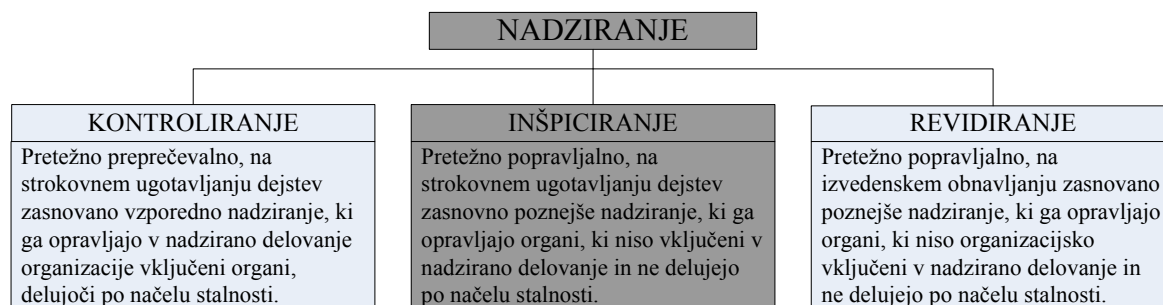 NADZIRANJE
KONTROLIRANJE
Pretežno preprečevalno, na
strokovnem ugotavljanju dejstev
zasnovano vzporedno nadziranje, ki
ga opravljajo v nadzirano delovanje
organizacije vključeni organi,
delujoči po načelu stalnosti.
INŠPICIRANJE
Pretežno popravljalno, na
strokovnem ugotavljanju dejstev
zasnovno poznejše nadziranje, ki ga
opravljajo organi, ki niso vključeni v
nadzirano delovanje in ne delujejo
po načelu stalnosti.
REVIDIRANJE
Pretežno popravljalno, na
izvedenskem obnavljanju zasnovano
poznejše nadziranje, ki ga opravljajo
organi, ki niso organizacijsko
vključeni v nadzirano delovanje in
ne delujejo po načelu stalnosti.